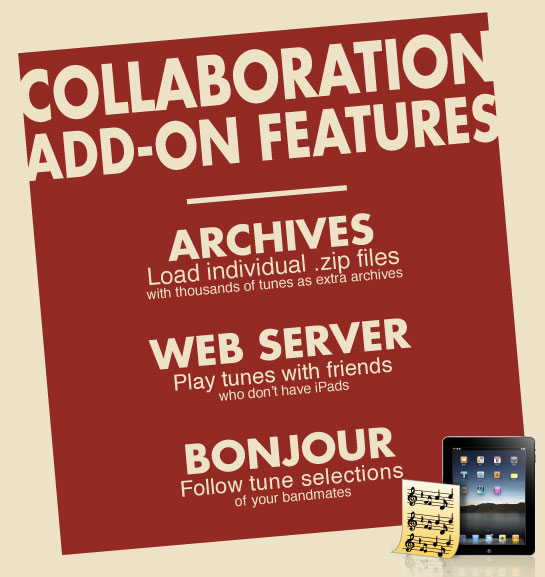 COLLABORATION
ADD-ON FEATURES
ARCHIVES
Load individual .zip files
with thousands of tunes as extra archives
WEB SERVER
Play tunes with friends
who don't have iPads
BONJOUR
Follow tune selections
of your bandmates